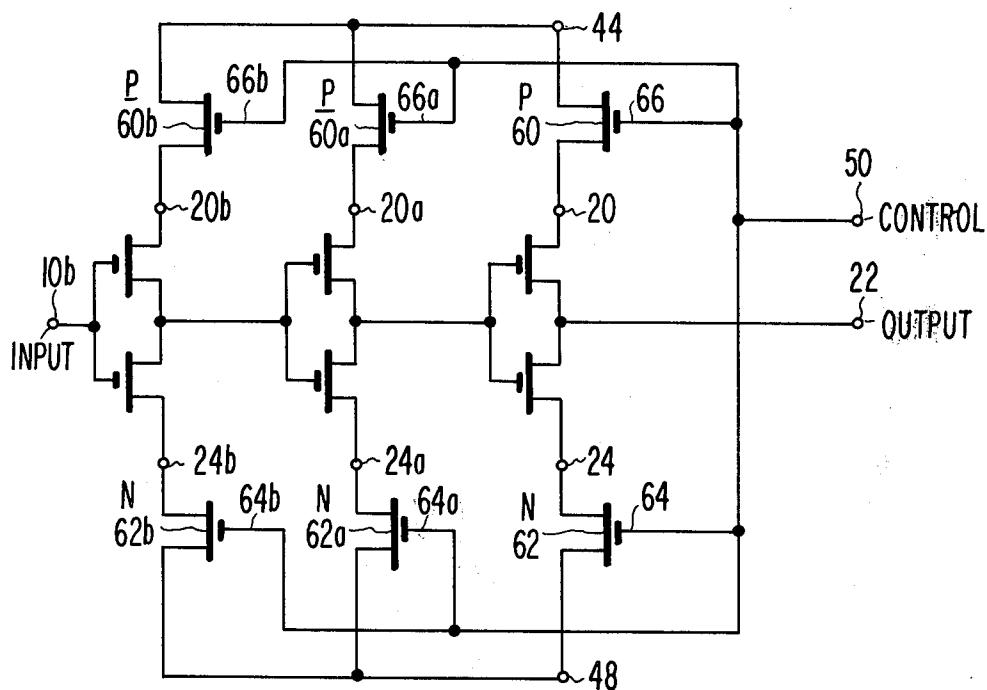 44
P 66b P 66a P 66
60b 60a 60
50
20b 20a 20 CONTROL
10b 22
INPUT OUTPUT
24b 24a 24
N 64b N 64a N 64
62b 62a 62
48